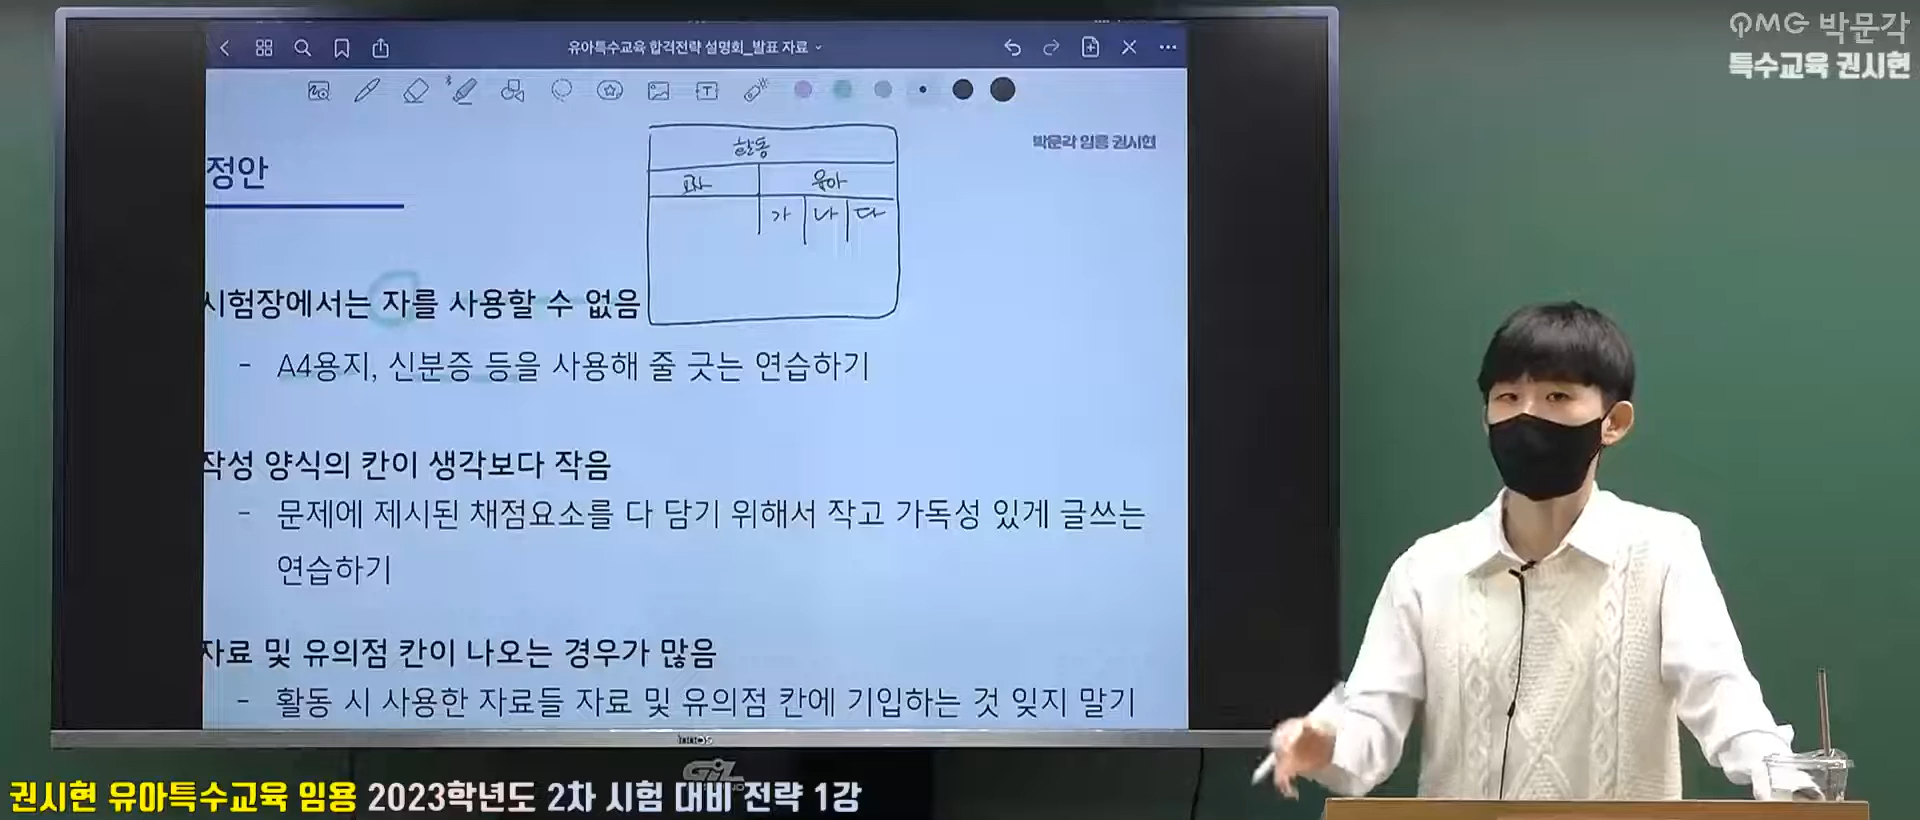 PMG 박문각
특수교육 권시현
유아특수교육 합격전략 설명회_발표 자료
박문각 임용 권시현
정안
활동
교사
유아
가 나 다
시험장에서는 자를 사용할 수 없음
- A4용지, 신분증 등을 사용해 줄 긋는 연습하기
작성 양식의 칸이 생각보다 작음
- 문제에 제시된 채점요소를 다 담기 위해서 작고 가독성 있게 글쓰는
연습하기
자료 및 유의점 칸이 나오는 경우가 많음
- 활동 시 사용한 자료들 자료 및 유의점 칸에 기입하는 것 잊지 말기
권시현 유아특수교육 임용 2023학년도 2차 시험 대비 전략 1강